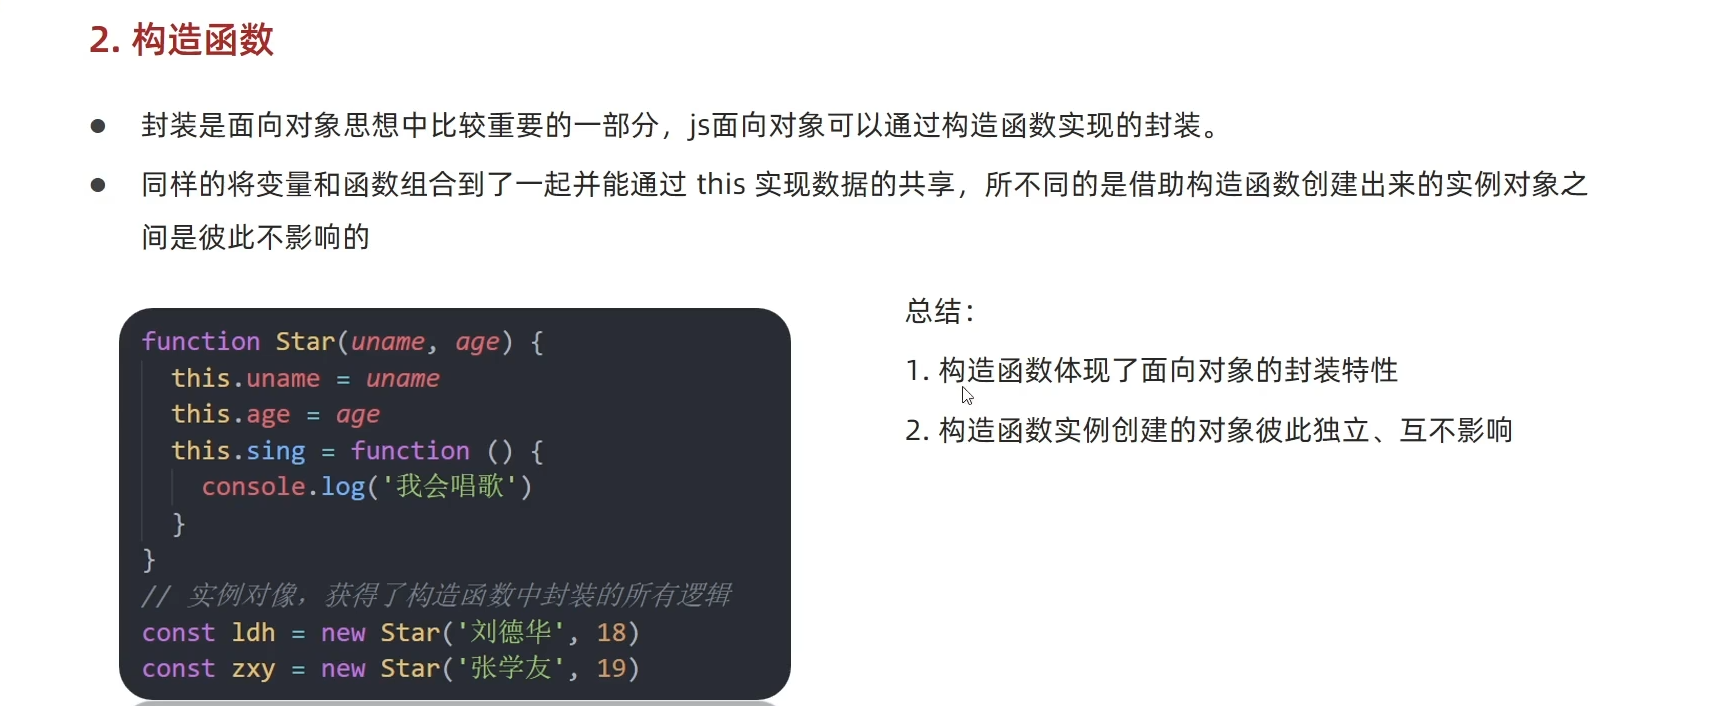 2. 构造函数
封装是面向对象思想中比较重要的一部分，js面向对象可以通过构造函数实现的封装。
同样的将变量和函数组合到了一起并能通过 this 实现数据的共享，所不同的是借助构造函数创建出来的实例对象之
间是彼此不影响的
function Star(uname, age) {
this.uname = uname
this.age = age
this.sing = function () {
console.log('我会唱歌')
}
}
// 实例对像，获得了构造函数中封装的所有逻辑
const ldh = new Star('刘德华', 18)
const zxy = new Star('张学友', 19)
总结：
1. 构造函数体现了面向对象的封装特性
2. 构造函数实例创建的对象彼此独立、互不影响